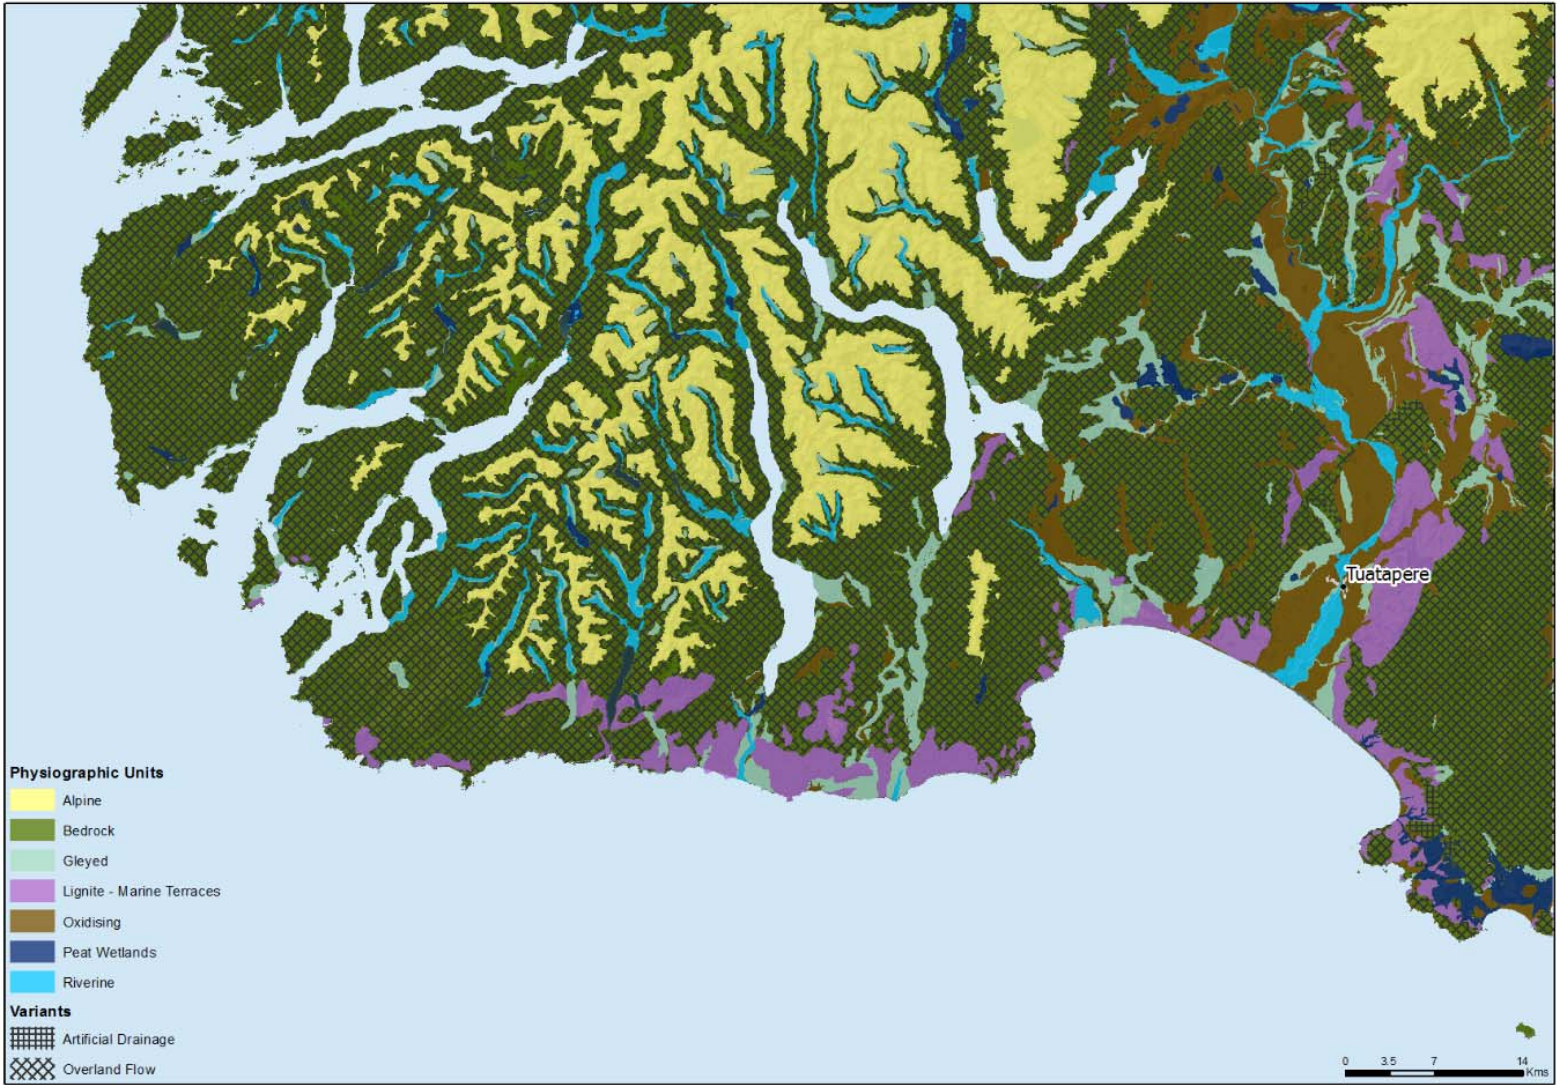 Tuatapere
Physiographic Units
Alpine
Bedrock
Gleyed
Lignite - Marine Terraces
Oxidising
Peat Wetlands
Riverine
Variants
Artificial Drainage
Overland Flow
0 3.5 7 14
Kms